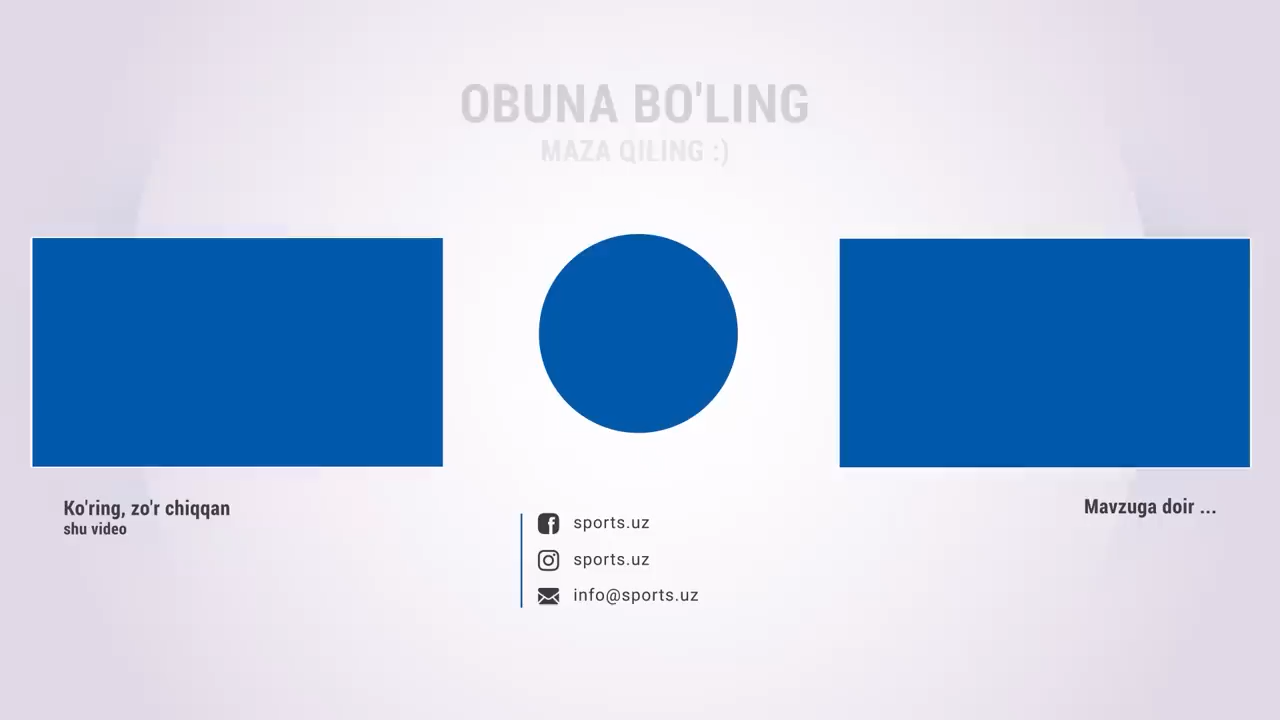 OBUNA BO'LING
MAZA QILING :)
Ko'ring, zo'r chiqqan
shu video
Mavzuga doir ...
sports.uz
sports.uz
info@sports.uz